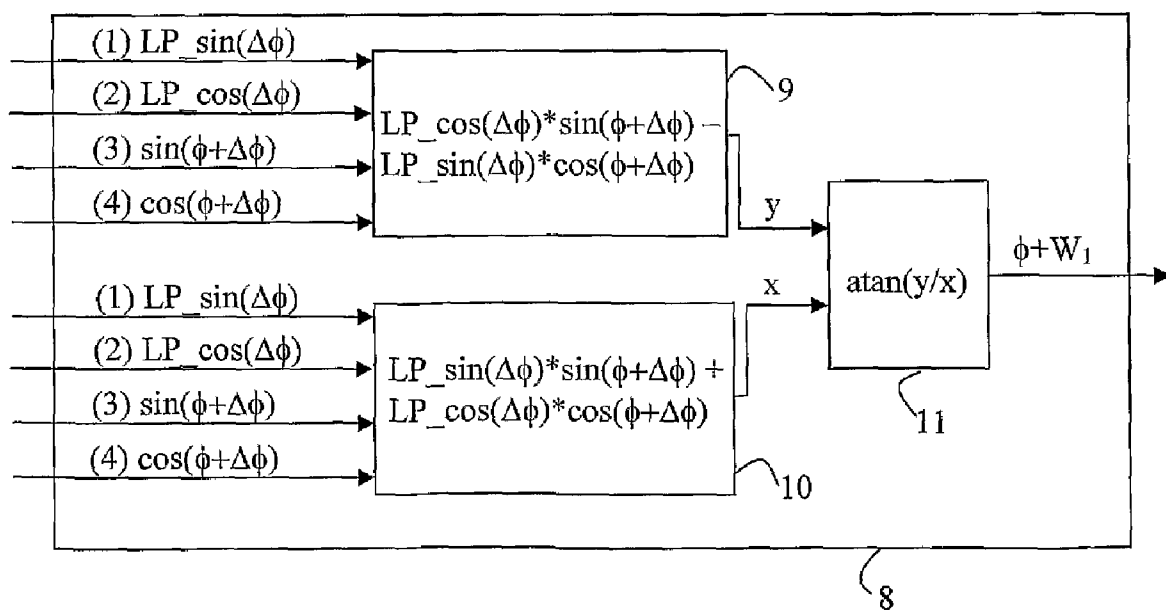 (1) LP_sin(Δϕ)
(2) LP_cos(Δϕ)
(3) sin(ϕ+Δϕ)
(4) cos(ϕ+Δϕ)
LP_cos(Δϕ)*sin(ϕ+Δϕ) −
LP_sin(Δϕ)*cos(ϕ+Δϕ)
9
y
(1) LP_sin(Δϕ)
(2) LP_cos(Δϕ)
(3) sin(ϕ+Δϕ)
(4) cos(ϕ+Δϕ)
LP_sin(Δϕ)*sin(ϕ+Δϕ) +
LP_cos(Δϕ)*cos(ϕ+Δϕ)
10
x
atan(y/x)
11
ϕ+W₁
8